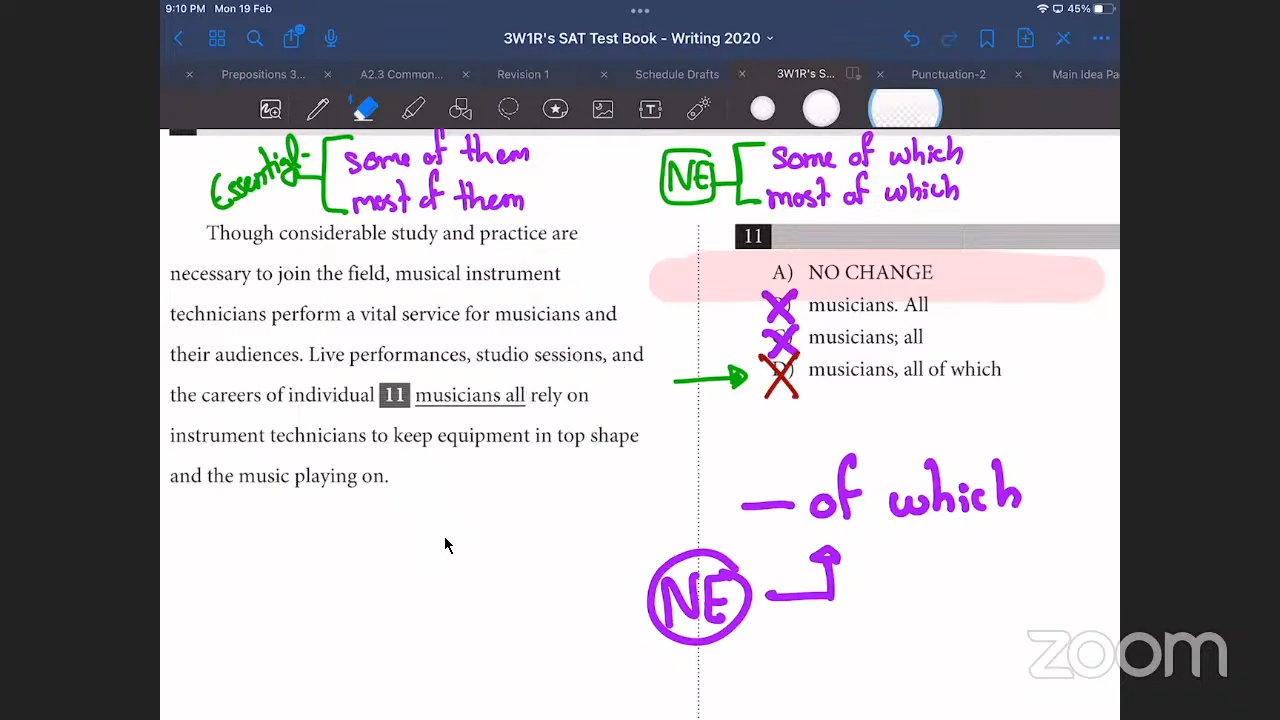 9:10 PM Mon 19 Feb
45%
3W1R's SAT Test Book - Writing 2020
Prepositions 3...
A2.3 Common...
Revision 1
Schedule Drafts
3W1R's S...
Punctuation-2
Main Idea Pa
Essential-
some of them
most of them
NE
some of which
most of which
Though considerable study and practice are
necessary to join the field, musical instrument
technicians perform a vital service for musicians and
their audiences. Live performances, studio sessions, and
the careers of individual 11 musicians all rely on
instrument technicians to keep equipment in top shape
and the music playing on.
11
A) NO CHANGE
musicians. All
musicians; all
D) musicians, all of which
— of which
NE
zoom